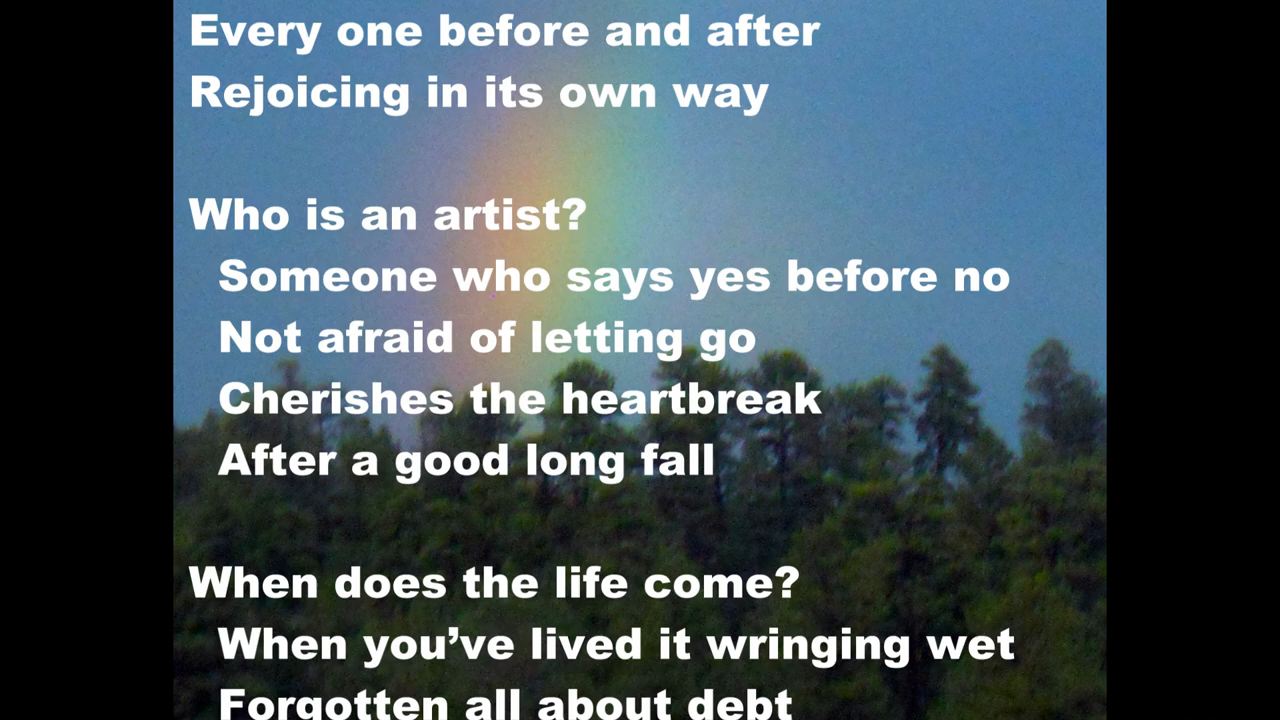 Every one before and after
Rejoicing in its own way
Who is an artist?
Someone who says yes before no
Not afraid of letting go
Cherishes the heartbreak
After a good long fall
When does the life come?
When you’ve lived it wringing wet
Forgotten all about debt